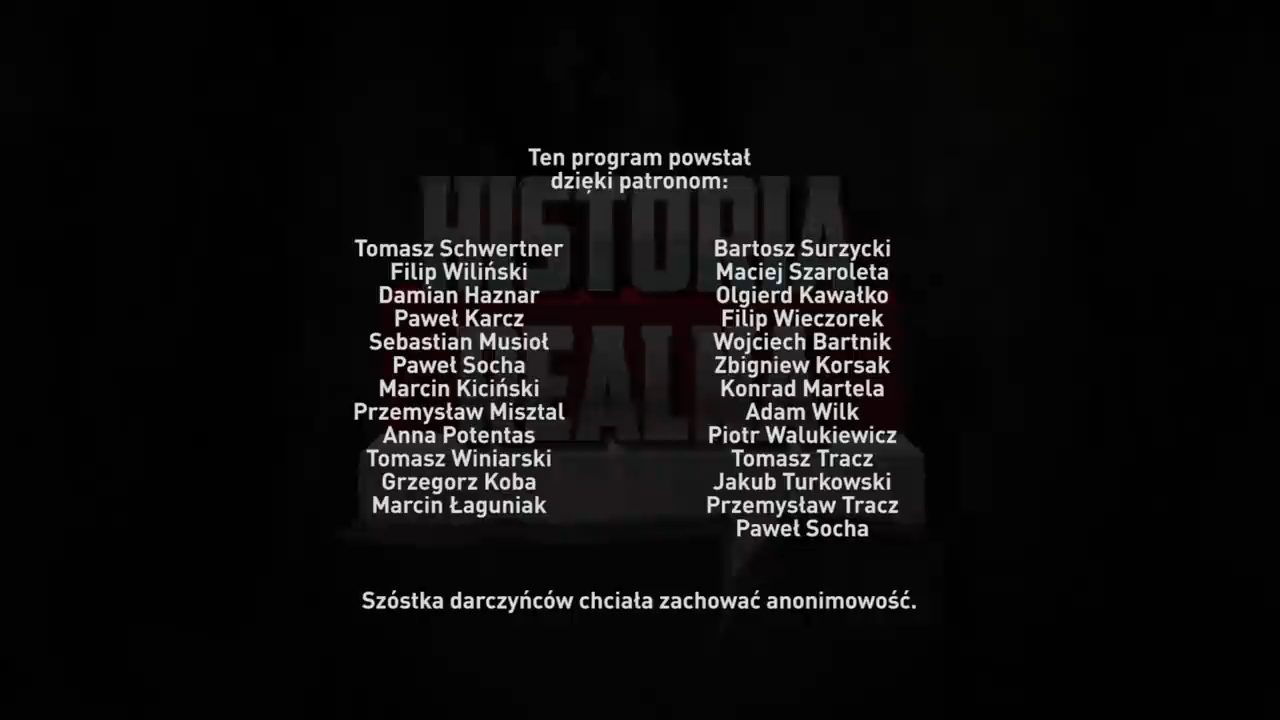 Ten program powstał
dzięki patronom:
HISTORIA
REALNA
Tomasz Schwertner
Filip Wiliński
Damian Haznar
Paweł Karcz
Sebastian Musioł
Paweł Socha
Marcin Kiciński
Przemysław Misztal
Anna Potentas
Tomasz Winiarski
Grzegorz Koba
Marcin Łaguniak
Bartosz Surzycki
Maciej Szaroleta
Olgierd Kawałko
Filip Wieczorek
Wojciech Bartnik
Zbigniew Korsak
Konrad Martela
Adam Wilk
Piotr Walukiewicz
Tomasz Tracz
Jakub Turkowski
Przemysław Tracz
Paweł Socha
Szóstka darczyńców chciała zachować anonimowość.